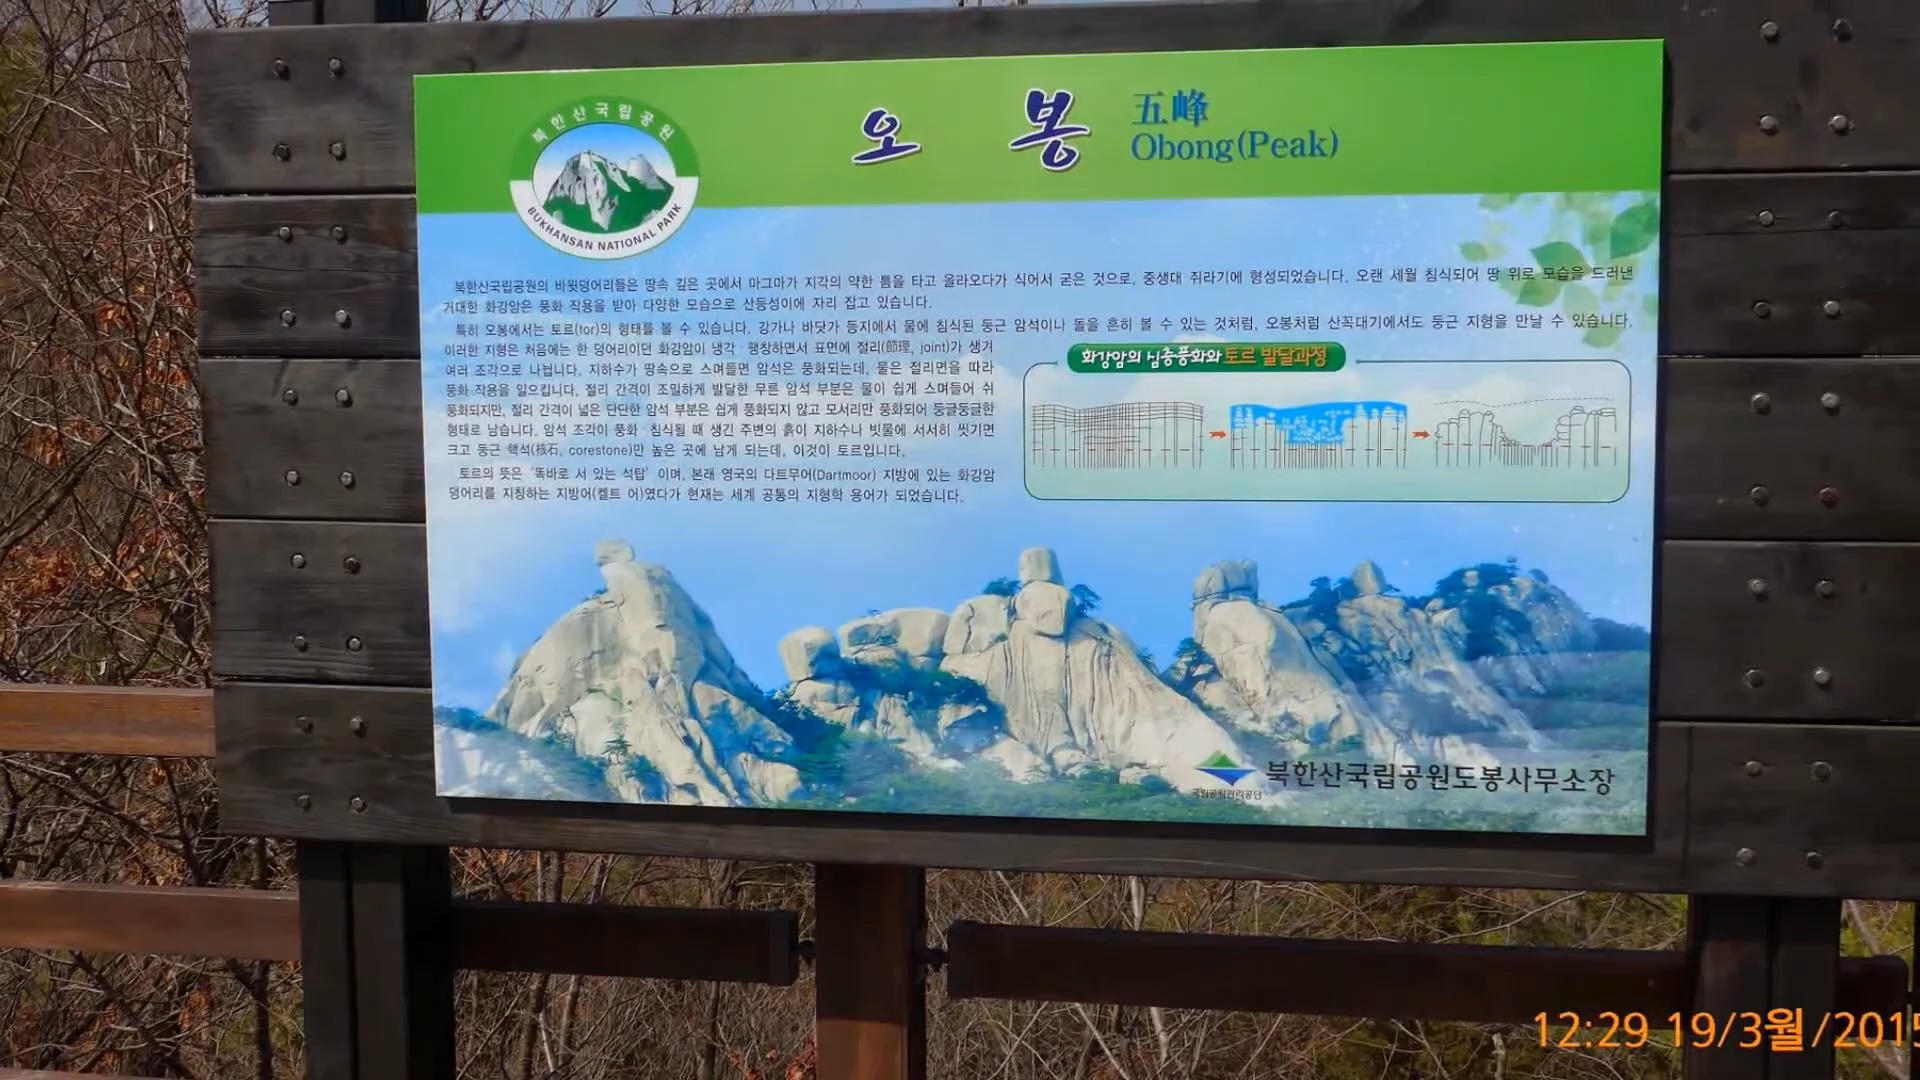 북한산국립공원
BUKHANSAN NATIONAL PARK
오 봉
五峰
Obong(Peak)
북한산국립공원의 바윗덩어리들은 땅속 깊은 곳에서 마그마가 지각의 약한 틈을 타고 올라오다가 식어서 굳은 것으로, 중생대 쥐라기에 형성되었습니다. 오랜 세월 침식되어 땅 위로 모습을 드러낸
거대한 화강암은 풍화 작용을 받아 다양한 모습으로 산등성이에 자리 잡고 있습니다.
특히 오봉에서는 토르(tor)의 형태를 볼 수 있습니다. 강가나 바닷가 등지에서 물에 침식된 둥근 암석이나 돌을 흔히 볼 수 있는 것처럼, 오봉처럼 산꼭대기에서도 둥근 지형을 만날 수 있습니다.
이러한 지형은 처음에는 한 덩어리이던 화강암이 냉각·팽창하면서 표면에 절리(節理, joint)가 생겨
여러 조각으로 나뉩니다. 지하수가 땅속으로 스며들면 암석은 풍화되는데, 물은 절리면을 따라
풍화 작용을 일으킵니다. 절리 간격이 조밀하게 발달한 무른 암석 부분은 물이 쉽게 스며들어 쉬
풍화되지만, 절리 간격이 넓은 단단한 암석 부분은 쉽게 풍화되지 않고 모서리만 풍화되어 둥글둥글한
형태로 남습니다. 암석 조각이 풍화·침식될 때 생긴 주변의 흙이 지하수나 빗물에 서서히 씻기면
크고 둥근 핵석(核石, corestone)만 높은 곳에 남게 되는데, 이것이 토르입니다.
토르의 뜻은 '똑바로 서 있는 석탑' 이며, 본래 영국의 다트무어(Dartmoor) 지방에 있는 화강암
덩어리를 지칭하는 지방어(켈트 어)였다가 현재는 세계 공통의 지형학 용어가 되었습니다.
화강암의 심층풍화와 토르 발달과정
국립공원관리공단
북한산국립공원도봉사무소장
12:29 19/3월/2015